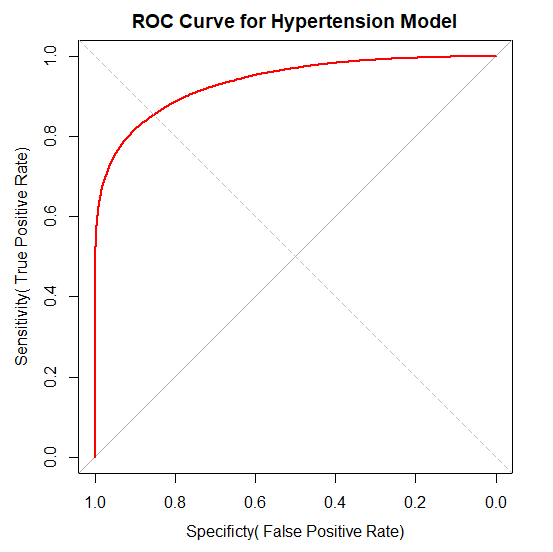 ROC Curve for Hypertension Model
Sensitivity( True Positive Rate)
1.0
0.8
0.6
0.4
0.2
0.0
1.0 0.8 0.6 0.4 0.2 0.0
Specificty( False Positive Rate)